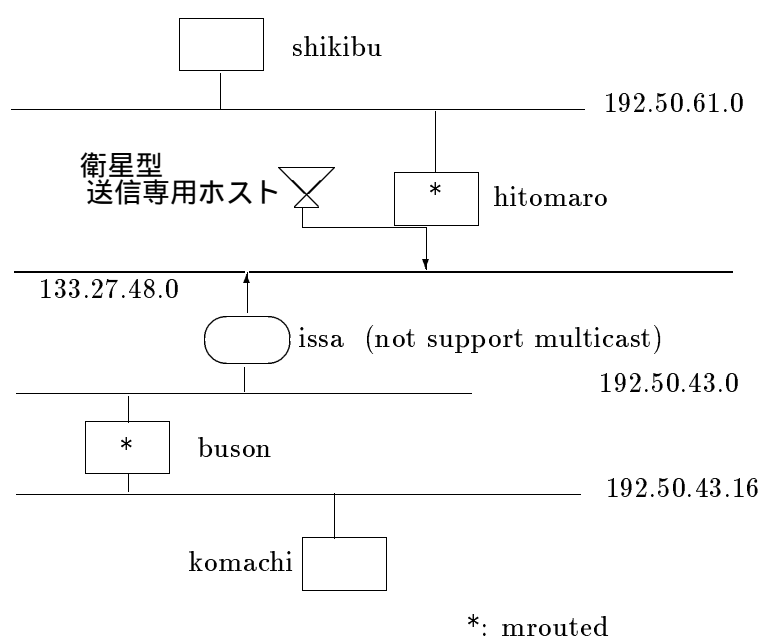 shikibu
192.50.61.0
衛星型
送信専用ホスト
*
hitomaro
133.27.48.0
issa (not support multicast)
192.50.43.0
*
buson
192.50.43.16
komachi
*: mrouted